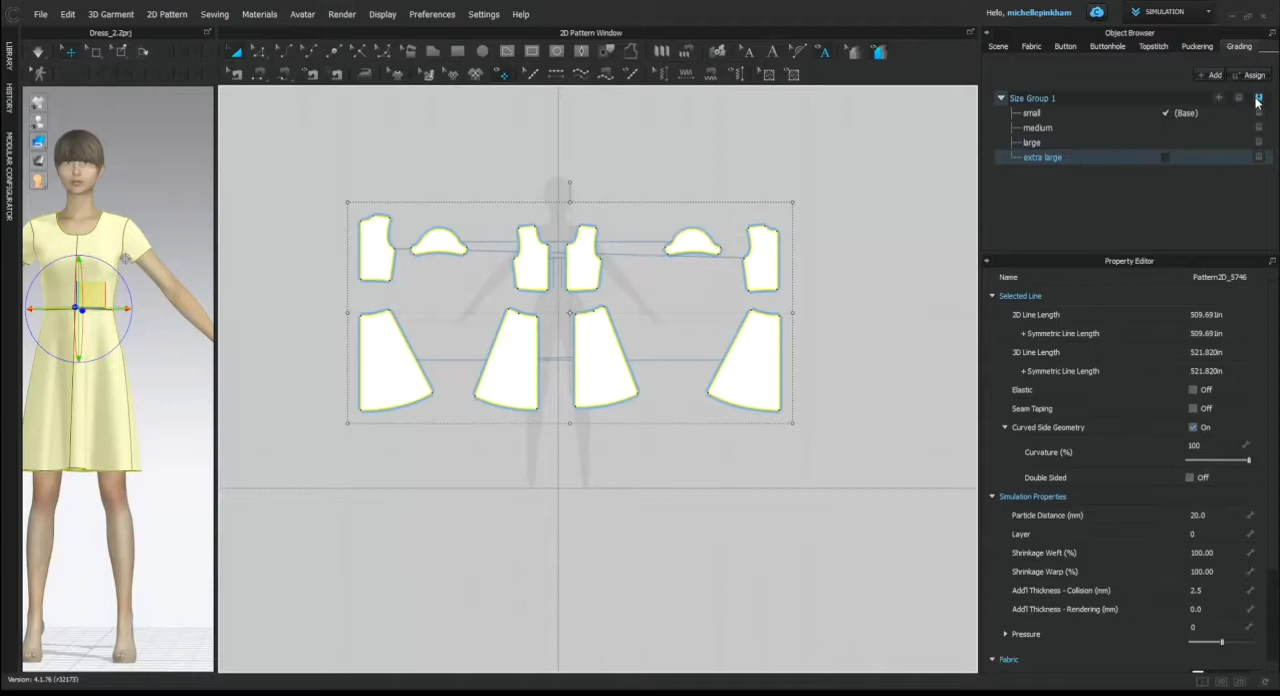 File Edit 3D Garment 2D Pattern Sewing Materials Avatar Render Display Preferences Settings Help
Hello, michellepinkham
SIMULATION
Dress_2.Zprj
2D Pattern Window
Object Browser
Scene Fabric Button Buttonhole Topstitch Puckering Grading
LIBRARY
HISTORY
MODULAR CONFIGURATOR
+ Add Assign
Size Group 1
small (Base)
medium
large
extra large
Property Editor
Name Pattern2D_5746
Selected Line
2D Line Length 509.691in
+ Symmetric Line Length 509.691in
3D Line Length 521.820in
+ Symmetric Line Length 521.820in
Elastic Off
Seam Taping Off
Curved Side Geometry On
Curvature (%) 100
Double Sided Off
Simulation Properties
Particle Distance (mm) 20.0
Layer 0
Shrinkage Weft (%) 100.00
Shrinkage Warp (%) 100.00
Add'l Thickness - Collision (mm) 2.5
Add'l Thickness - Rendering (mm) 0.0
Pressure 0
Fabric
Version: 4.1.76 (r32173)
3D 2D